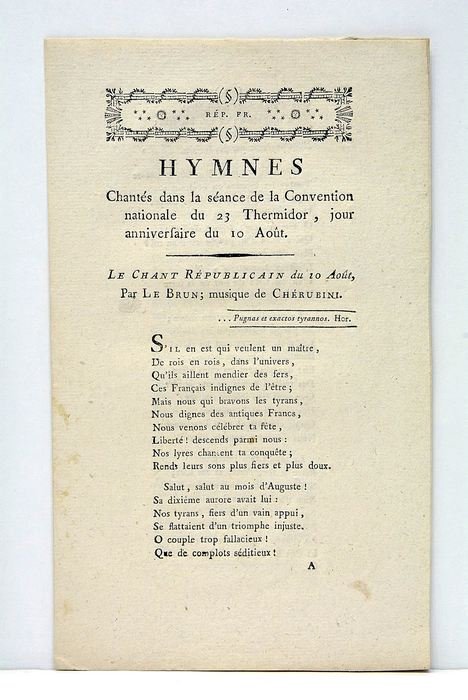 §
RÉP. FR.
§
HYMNES
Chantés dans la séance de la Convention
nationale du 23 Thermidor, jour
anniverſaire du 10 Août.
LE CHANT RÉPUBLICAIN du 10 Août,
Par LE BRUN; musique de CHÉRUBINI.
... Pugnas et exactos tyrannos. Hor.
S'IL en est qui veulent un maître,
De rois en rois, dans l'univers,
Qu'ils aillent mendier des fers,
Ces Français indignes de l'être;
Mais nous qui bravons les tyrans,
Nous dignes des antiques Francs,
Nous venons célébrer ta fête,
Liberté! descends parmi nous:
Nos lyres chantent ta conquête;
Rends leurs sons plus fiers et plus doux.
Salut, salut au mois d'Auguste!
Sa dixième aurore avait lui:
Nos tyrans, fiers d'un vain appui,
Se flattaient d'un triomphe injuste.
O couple trop fallacieux!
Que de complots séditieux!
A